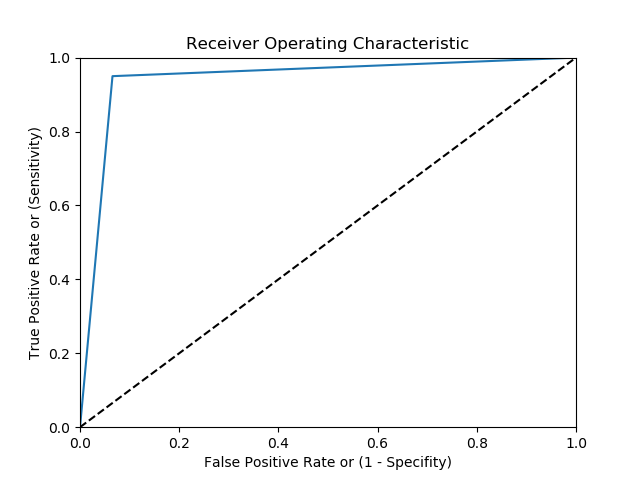 Receiver Operating Characteristic
True Positive Rate or (Sensitivity)
1.0
0.8
0.6
0.4
0.2
0.0
0.0 0.2 0.4 0.6 0.8 1.0
False Positive Rate or (1 - Specifity)